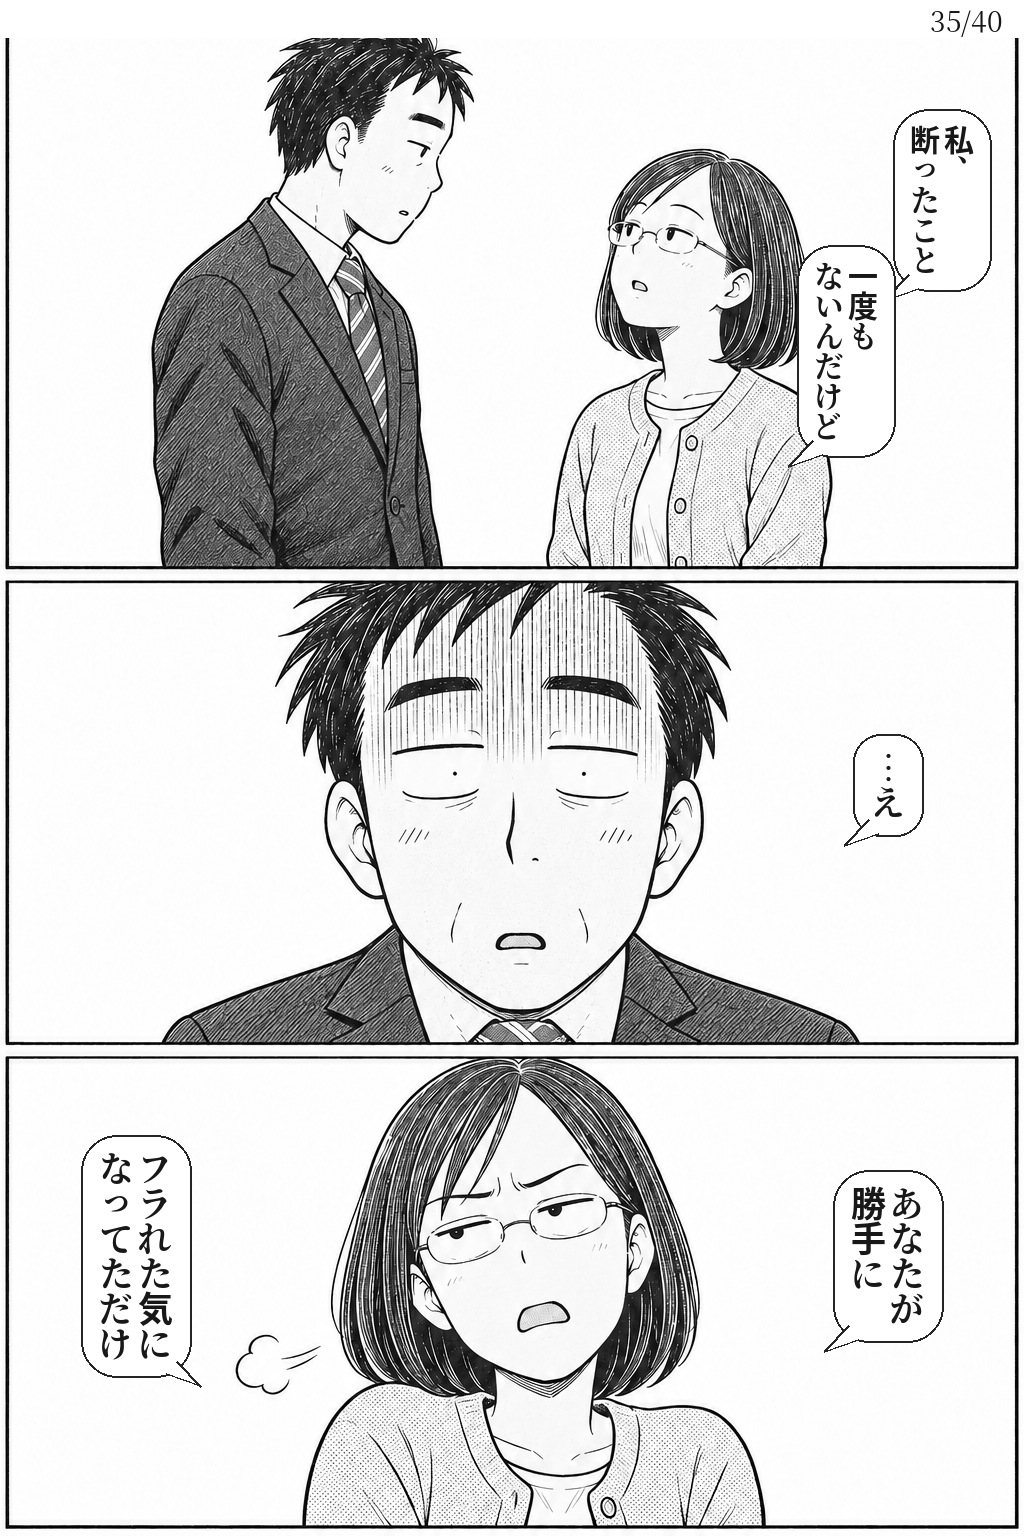 35/40
私、
断ったこと
一度も
ないんだけど
…え
あなたが
勝手に
フラれた気に
なってただけ